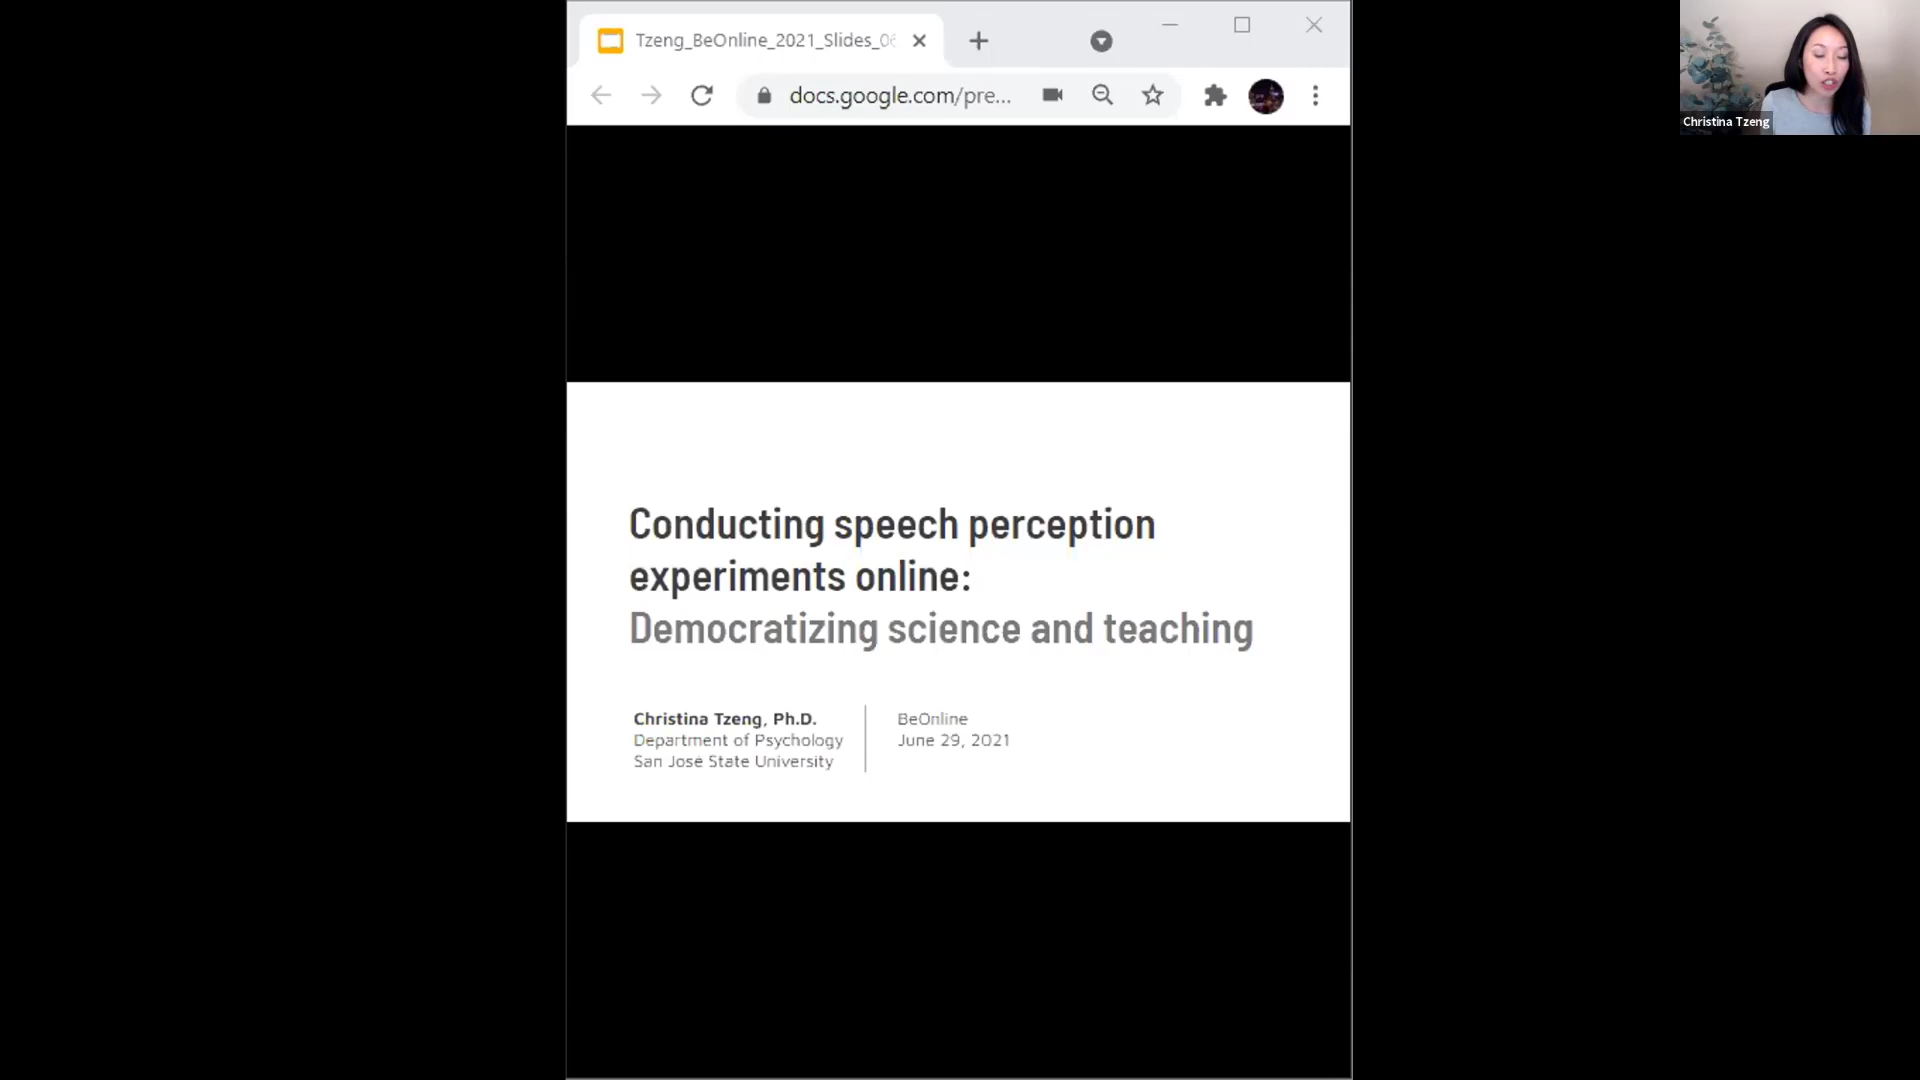 Tzeng_BeOnline_2021_Slides_06
docs.google.com/pre...
Christina Tzeng
Conducting speech perception
experiments online:
Democratizing science and teaching
Christina Tzeng, Ph.D.
Department of Psychology
San Jose State University
BeOnline
June 29, 2021